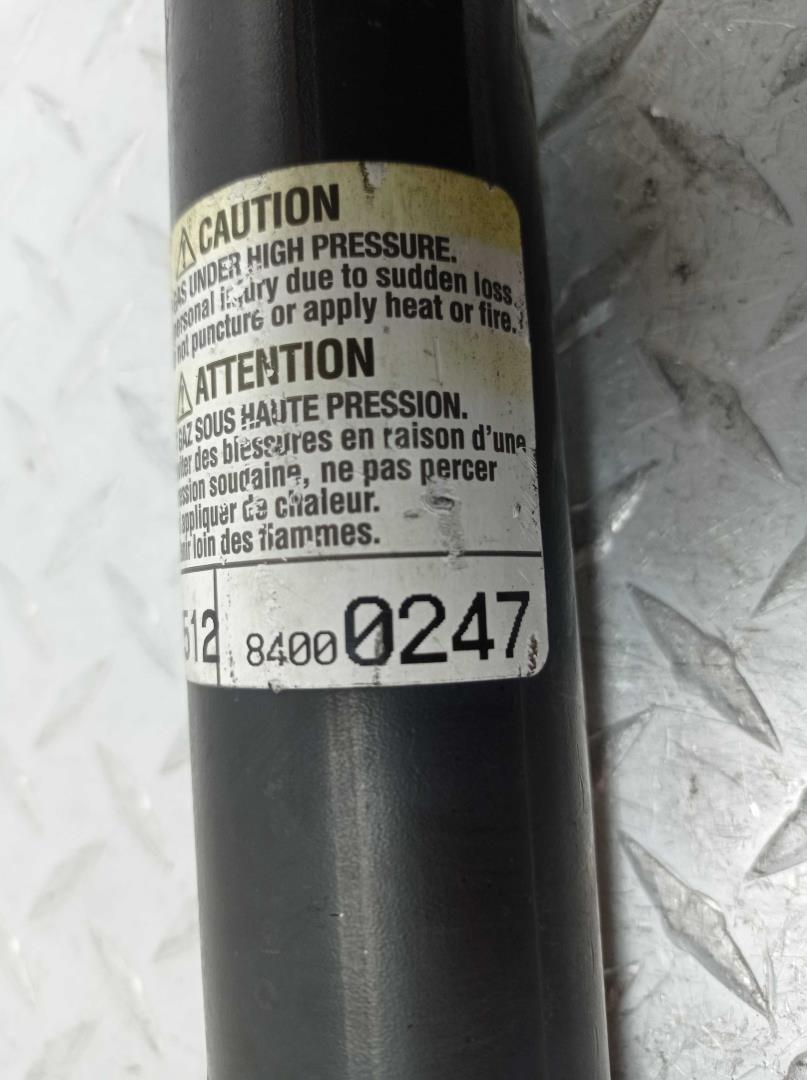 CAUTION
GAS UNDER HIGH PRESSURE.
personal injury due to sudden loss.
not puncture or apply heat or fire.
ATTENTION
GAZ SOUS HAUTE PRESSION.
des blessures en raison d'une
soudaine, ne pas percer
appliquer de chaleur.
loin des flammes.
512 84000247